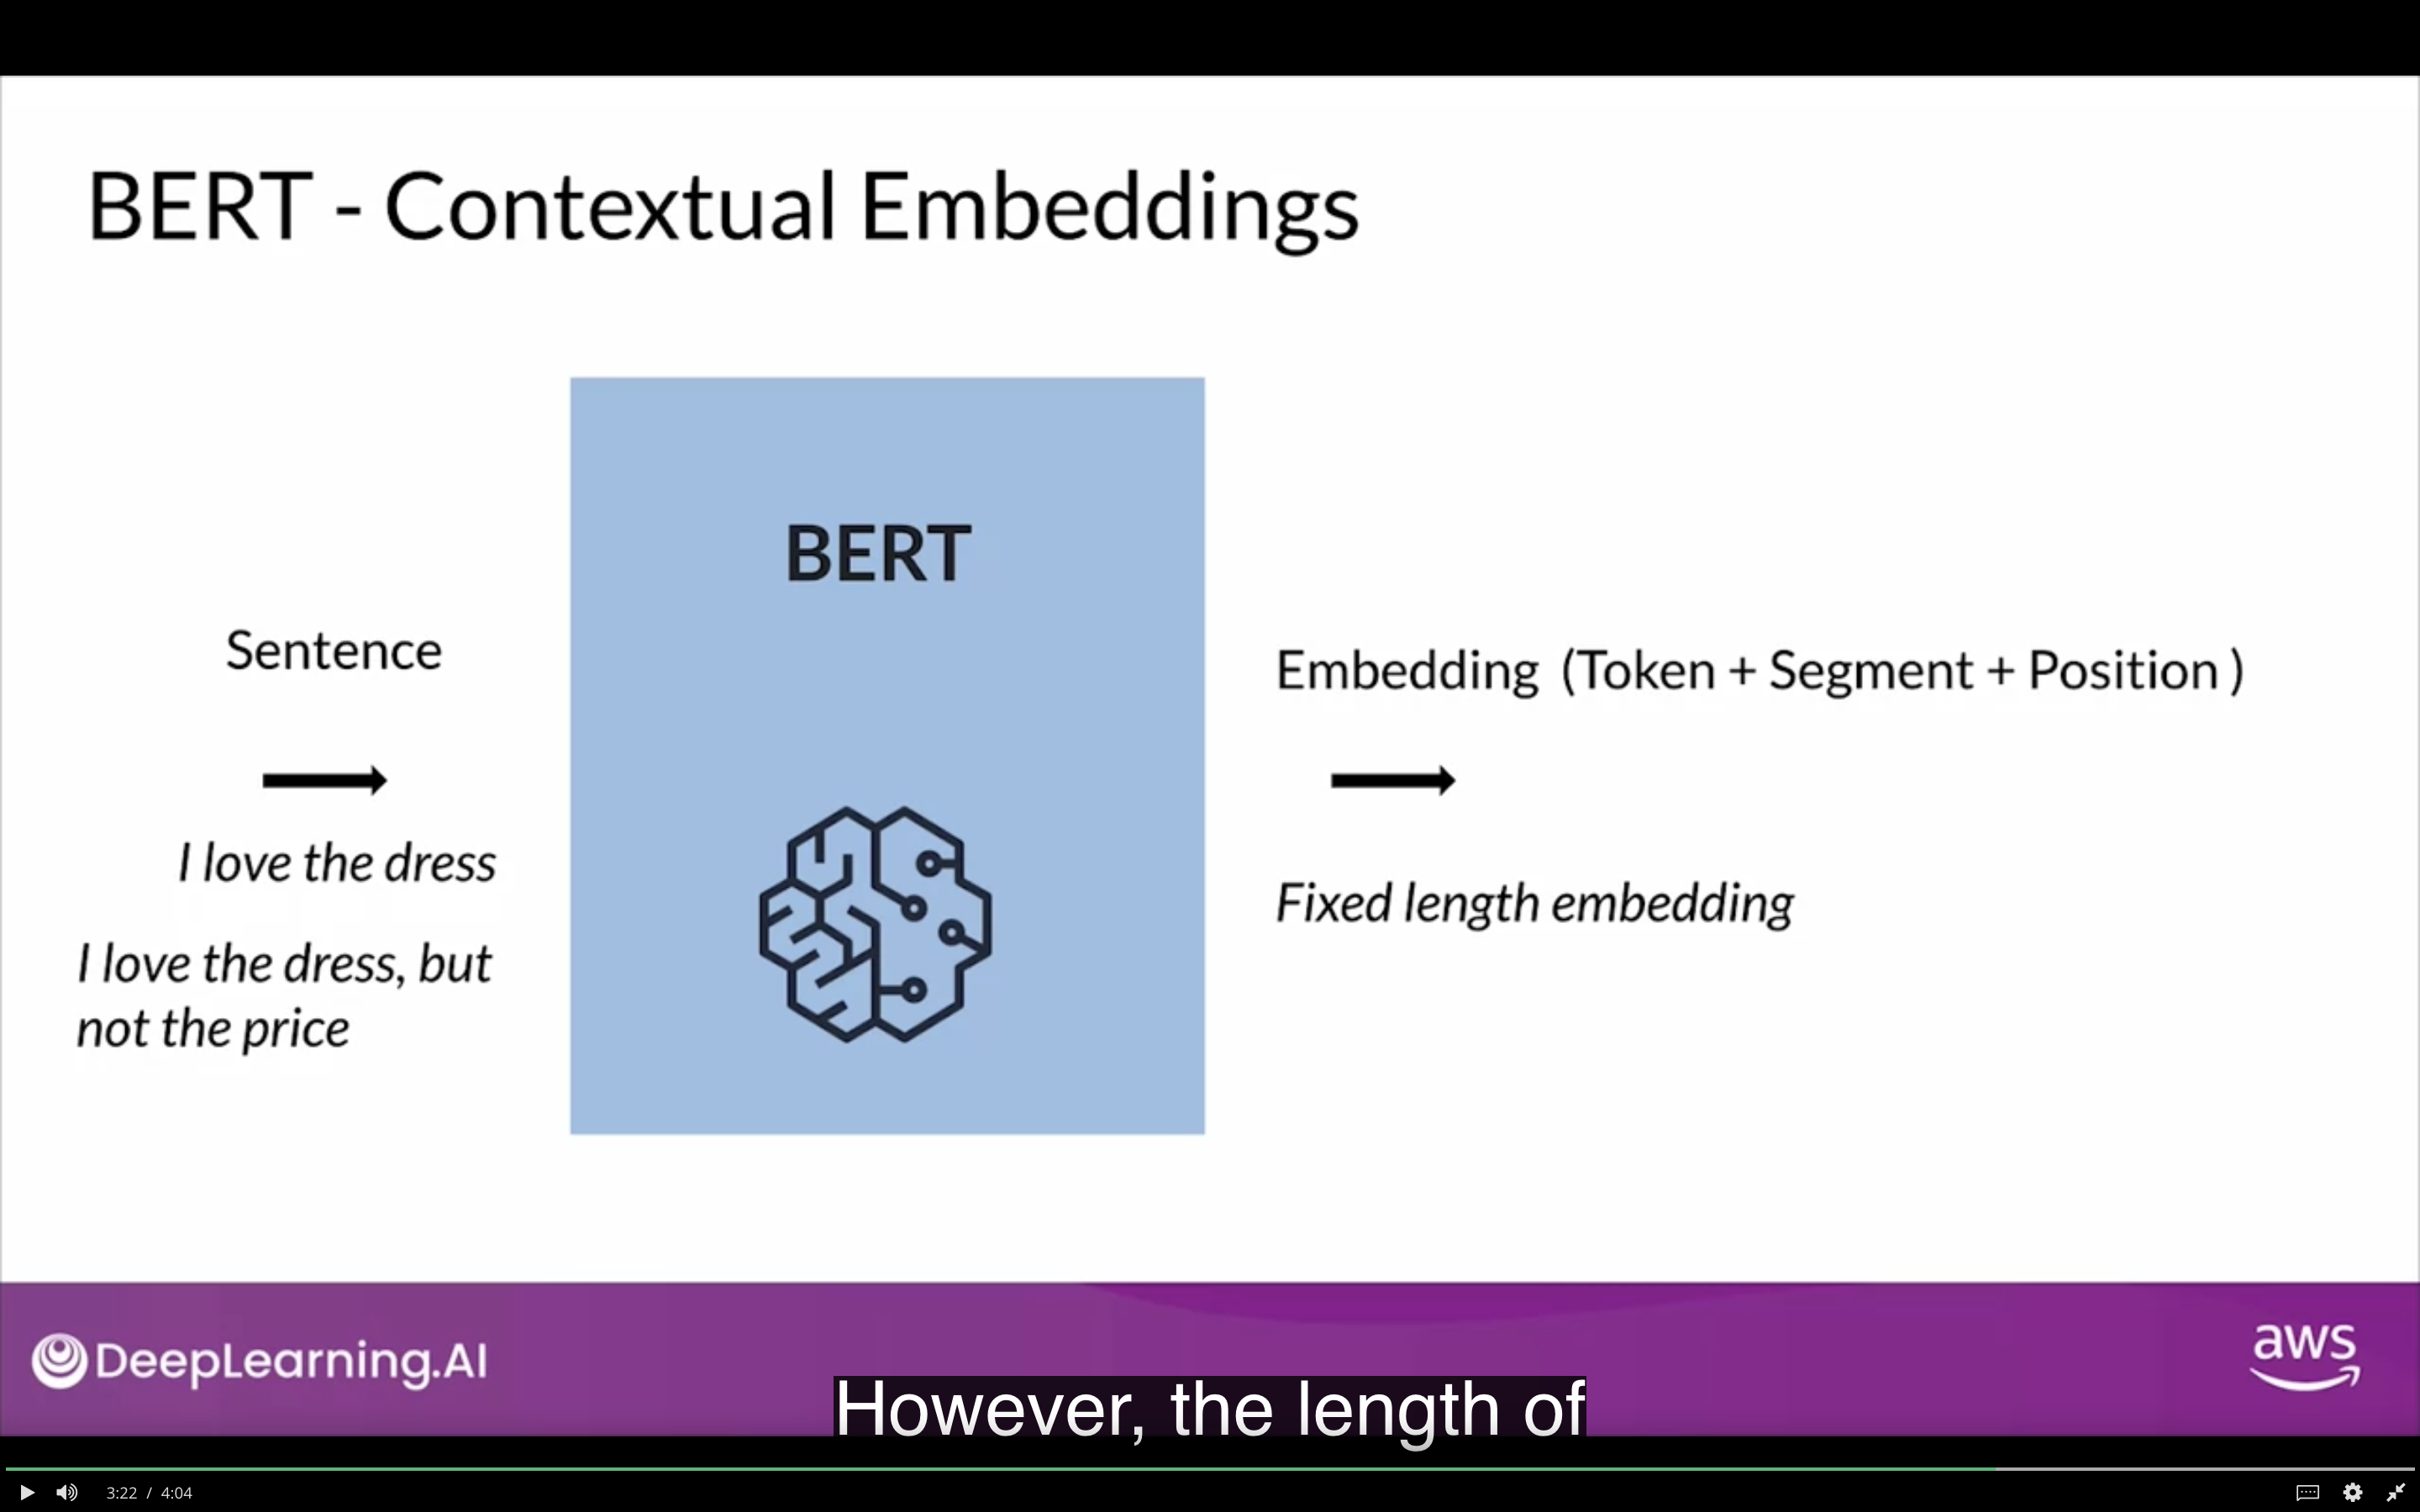 BERT - Contextual Embeddings
BERT
Sentence
I love the dress
I love the dress, but
not the price
Embedding (Token + Segment + Position )
Fixed length embedding
DeepLearning.AI
aws
However, the length of
3:22 / 4:04